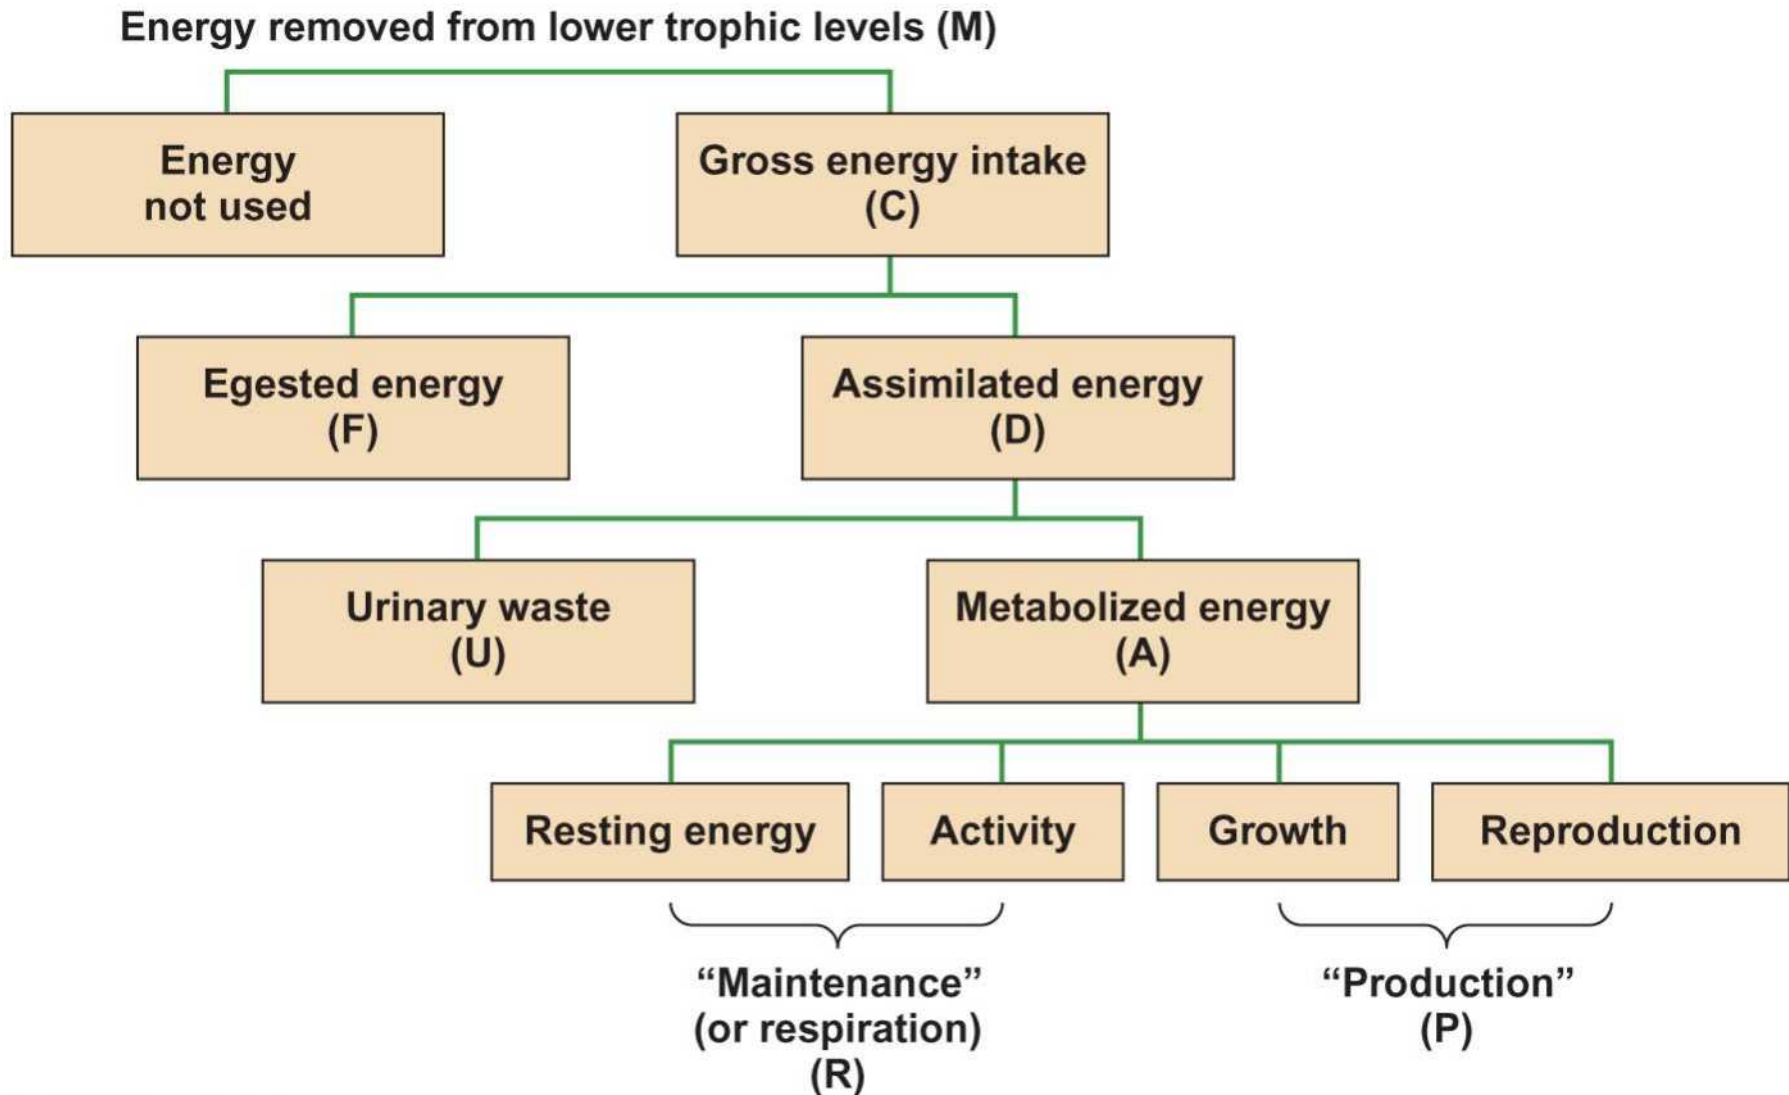 Energy removed from lower trophic levels (M)
Energy
not used
Gross energy intake
(C)
Egested energy
(F)
Assimilated energy
(D)
Urinary waste
(U)
Metabolized energy
(A)
Resting energy
Activity
Growth
Reproduction
“Maintenance”
(or respiration)
(R)
“Production”
(P)